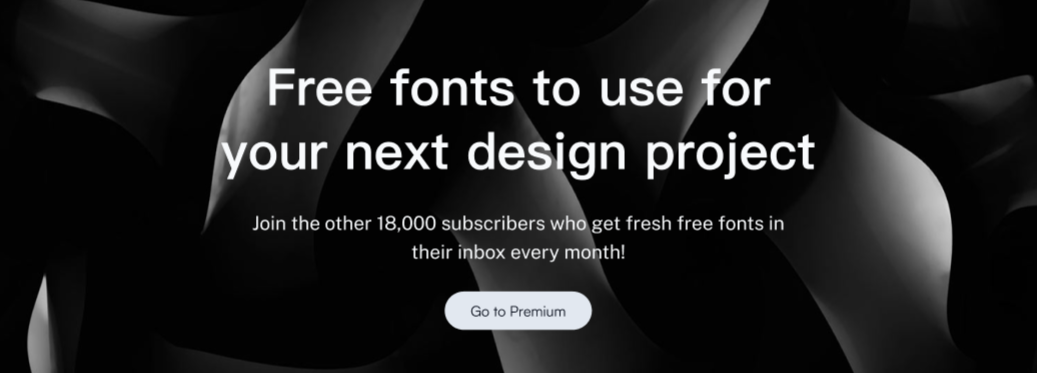 Free fonts to use for
your next design project
Join the other 18,000 subscribers who get fresh free fonts in
their inbox every month!
Go to Premium